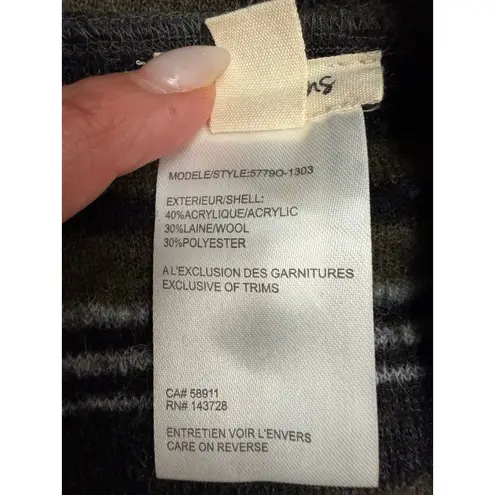 MODELE/STYLE:5779O-1303
EXTERIEUR/SHELL:
40%ACRYLIQUE/ACRYLIC
30%LAINE/WOOL
30%POLYESTER
A L'EXCLUSION DES GARNITURES
EXCLUSIVE OF TRIMS
CA# 58911
RN# 143728
ENTRETIEN VOIR L'ENVERS
CARE ON REVERSE